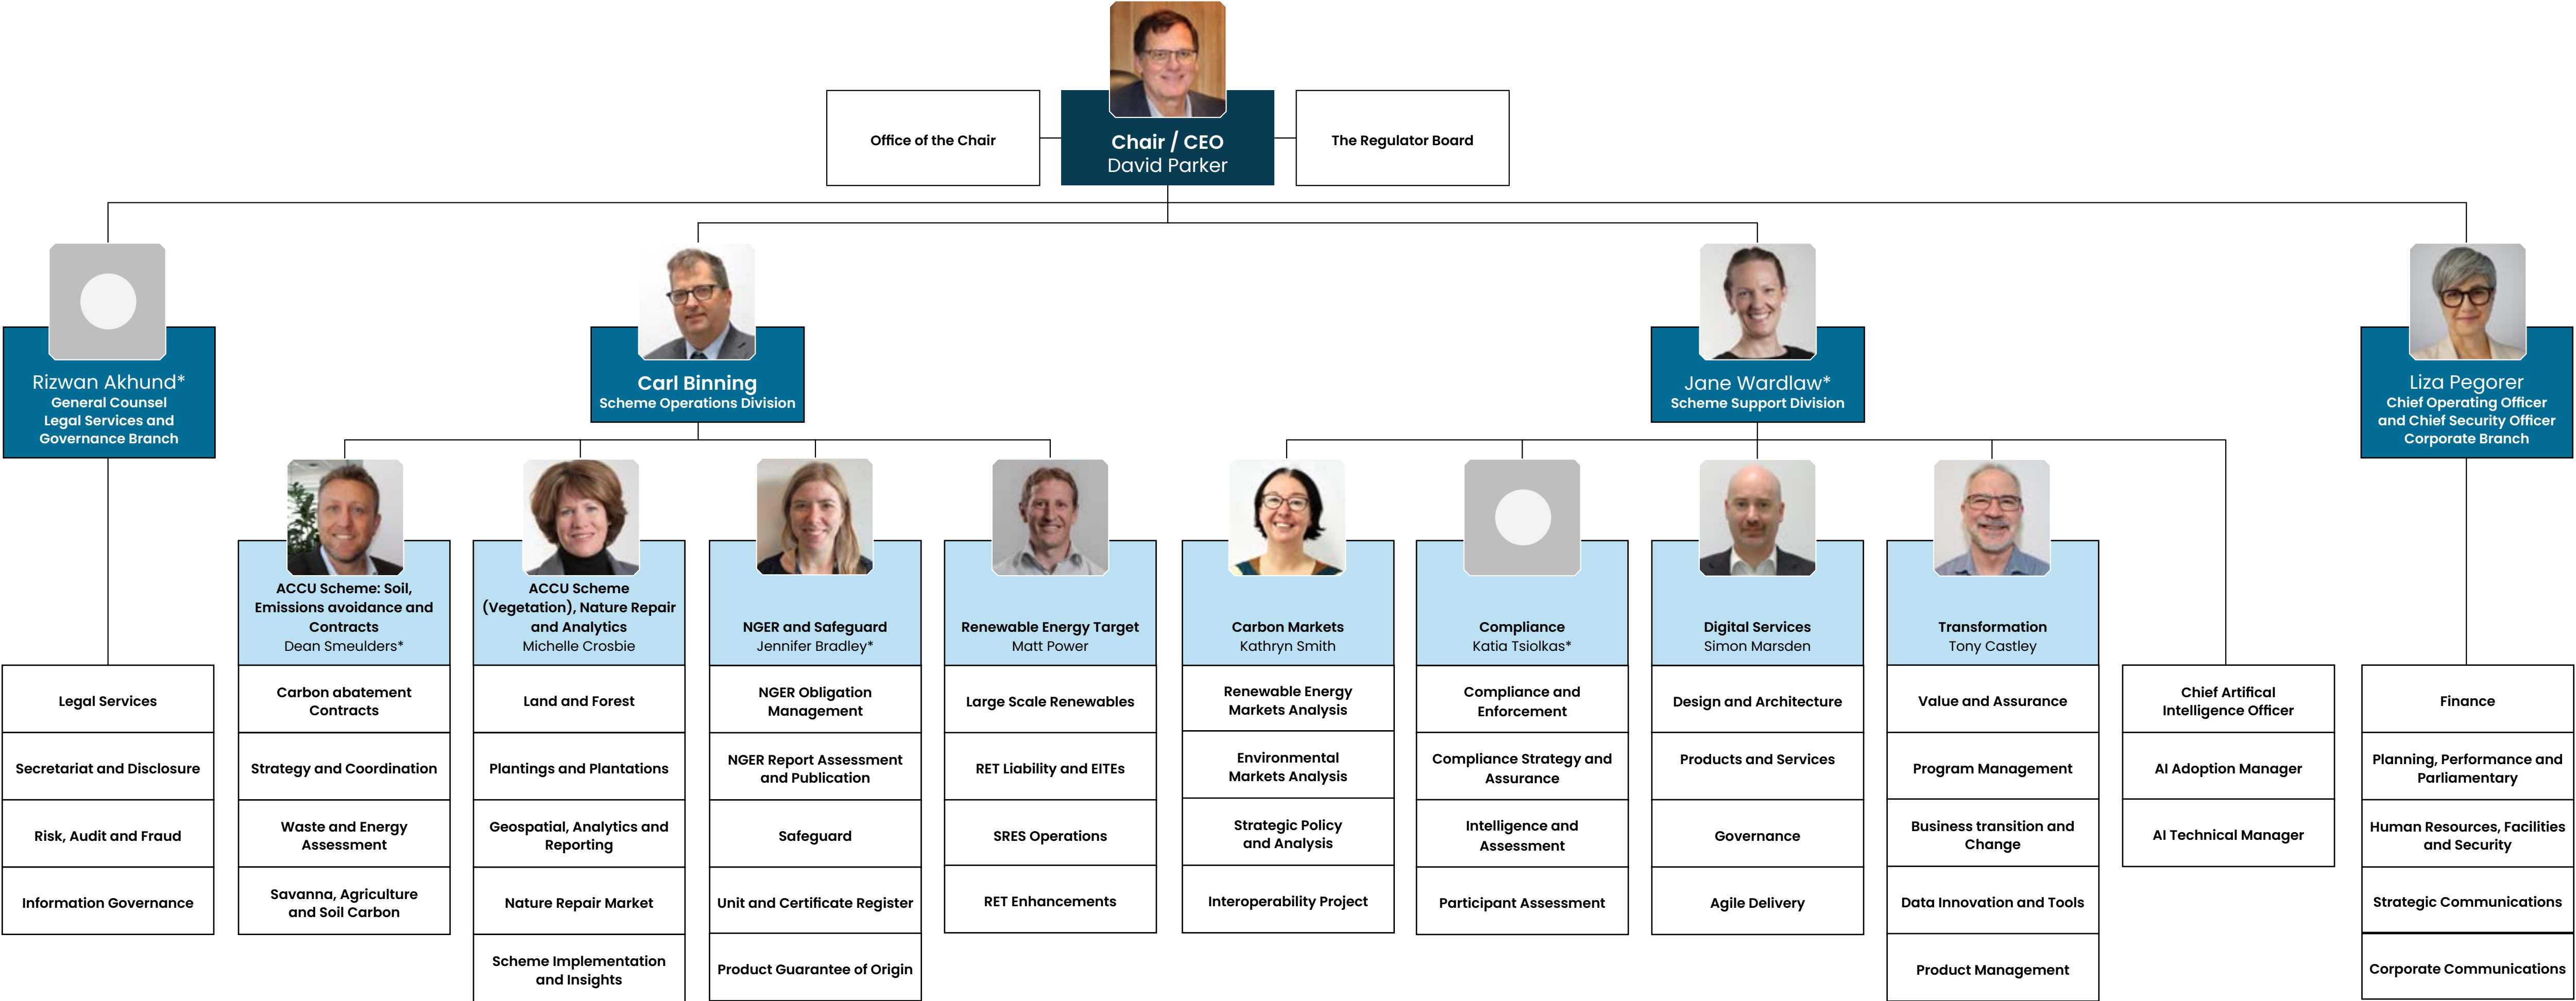 Office of the Chair
Chair / CEO
David Parker
The Regulator Board
Rizwan Akhund*
General Counsel
Legal Services and
Governance Branch
Carl Binning
Scheme Operations Division
Jane Wardlaw*
Scheme Support Division
Liza Pegorer
Chief Operating Officer
and Chief Security Officer
Corporate Branch
Legal Services
Secretariat and Disclosure
Risk, Audit and Fraud
Information Governance
ACCU Scheme: Soil,
Emissions avoidance and
Contracts
Dean Smeulders*
Carbon abatement
Contracts
Strategy and Coordination
Waste and Energy
Assessment
Savanna, Agriculture
and Soil Carbon
ACCU Scheme
(Vegetation), Nature Repair
and Analytics
Michelle Crosbie
Land and Forest
Plantings and Plantations
Geospatial, Analytics and
Reporting
Nature Repair Market
Scheme Implementation
and Insights
NGER and Safeguard
Jennifer Bradley*
NGER Obligation
Management
NGER Report Assessment
and Publication
Safeguard
Unit and Certificate Register
Product Guarantee of Origin
Renewable Energy Target
Matt Power
Large Scale Renewables
RET Liability and EITEs
SRES Operations
RET Enhancements
Carbon Markets
Kathryn Smith
Renewable Energy
Markets Analysis
Environmental
Markets Analysis
Strategic Policy
and Analysis
Interoperability Project
Compliance
Katia Tsiolkas*
Compliance and
Enforcement
Compliance Strategy and
Assurance
Intelligence and
Assessment
Participant Assessment
Digital Services
Simon Marsden
Design and Architecture
Products and Services
Governance
Agile Delivery
Transformation
Tony Castley
Value and Assurance
Program Management
Business transition and
Change
Data Innovation and Tools
Product Management
Chief Artifical
Intelligence Officer
AI Adoption Manager
AI Technical Manager
Finance
Planning, Performance and
Parliamentary
Human Resources, Facilities
and Security
Strategic Communications
Corporate Communications